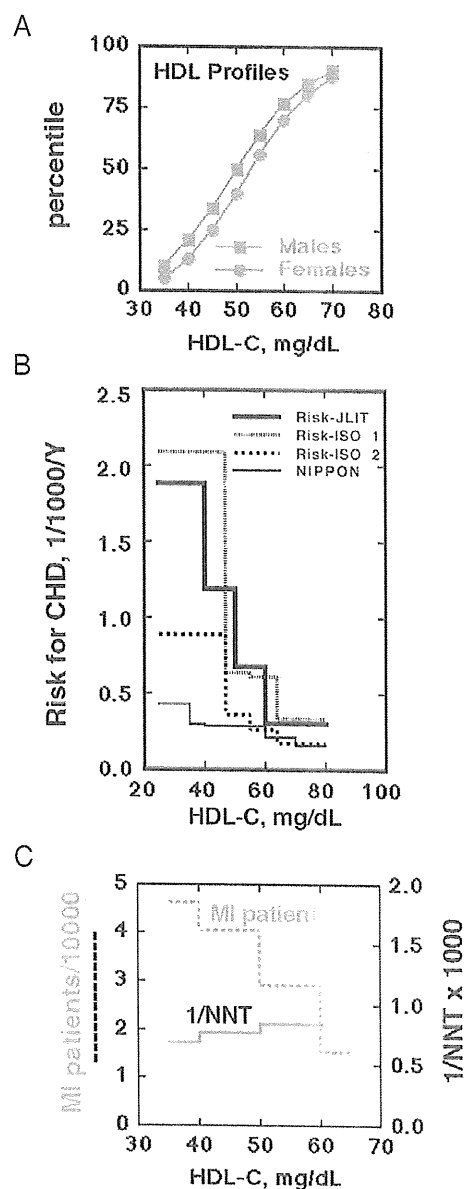 A
HDL Profiles
percentile
100
75
50
25
0
Males
Females
30 40 50 60 70 80
HDL-C, mg/dL
B
Risk for CHD, 1/1000/Y
2.5
2.0
1.5
1.0
0.5
0.0
Risk-JLIT
Risk-ISO 1
Risk-ISO 2
NIPPON
20 40 60 80 100
HDL-C, mg/dL
C
MI patients/10000
5
4
3
2
1
0
MI patient
1/NNT
2.0
1.5
1.0
0.5
0.0
1/NNT x 1000
30 40 50 60 70
HDL-C, mg/dL